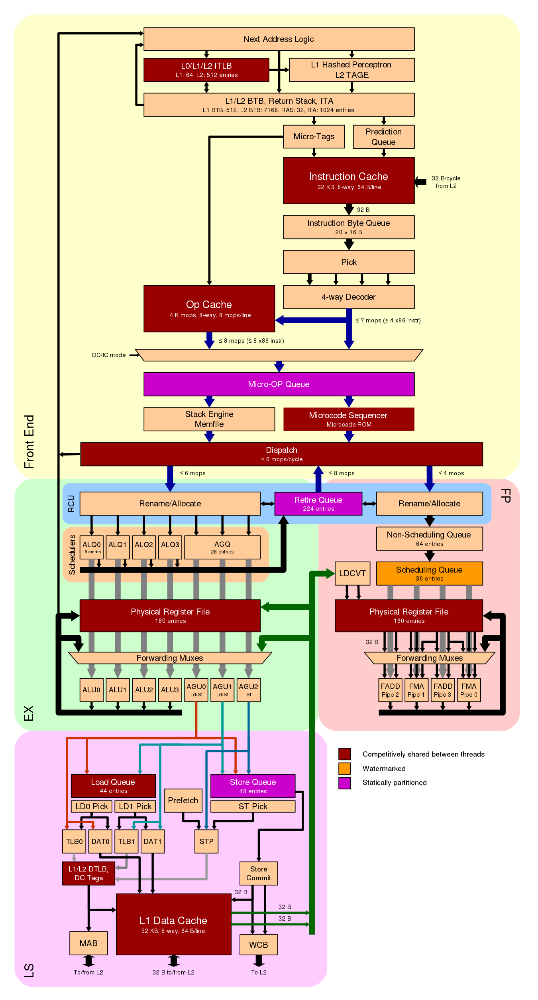 Next Address Logic
L0/L1/L2 ITLB
L1: 64, L2: 512 entries
L1 Hashed Perceptron
L2 TAGE
L1/L2 BTB, Return Stack, ITA
L1 BTB: 512, L2 BTB: 7168, RAS: 32, ITA: 1024 entries
Micro-Tags
Prediction
Queue
Instruction Cache
32 KB, 8-way, 64 B/line
32 B/cycle
from L2
32 B
Instruction Byte Queue
20 × 16 B
Pick
Op Cache
4 K mops, 8-way, 8 mops/line
4-way Decoder
≤ ? mops (≤ 4 x86 instr)
≤ 8 mops (≤ 8 x86 instr)
OC/IC mode
Micro-OP Queue
Stack Engine
Memfile
Microcode Sequencer
Microcode ROM
Front End
Dispatch
≤ 6 mops/cycle
≤ 6 mops
≤ 8 mops
≤ 4 mops
RCU
Rename/Allocate
Retire Queue
224 entries
Rename/Allocate
FP
Schedulers
ALQ0
16 entries
ALQ1
ALQ2
ALQ3
AGQ
28 entries
Non-Scheduling Queue
64 entries
LDCVT
Scheduling Queue
36 entries
Physical Register File
180 entries
Physical Register File
160 entries
32 B
Forwarding Muxes
Forwarding Muxes
ALU0
ALU1
ALU2
ALU3
AGU0
Ld/St
AGU1
Ld/St
AGU2
St
FADD
Pipe 2
FMA
Pipe 1
FADD
Pipe 3
FMA
Pipe 0
EX
Competitively shared between threads
Watermarked
Statically partitioned
Load Queue
44 entries
Store Queue
48 entries
Prefetch
LD0 Pick
LD1 Pick
ST Pick
TLB0
DAT0
TLB1
DAT1
STP
L1/L2 DTLB,
DC Tags
Store
Commit
32 B
32 B
32 B
L1 Data Cache
32 KB, 8-way, 64 B/line
MAB
WCB
LS
To/from L2
32 B to/from L2
To L2